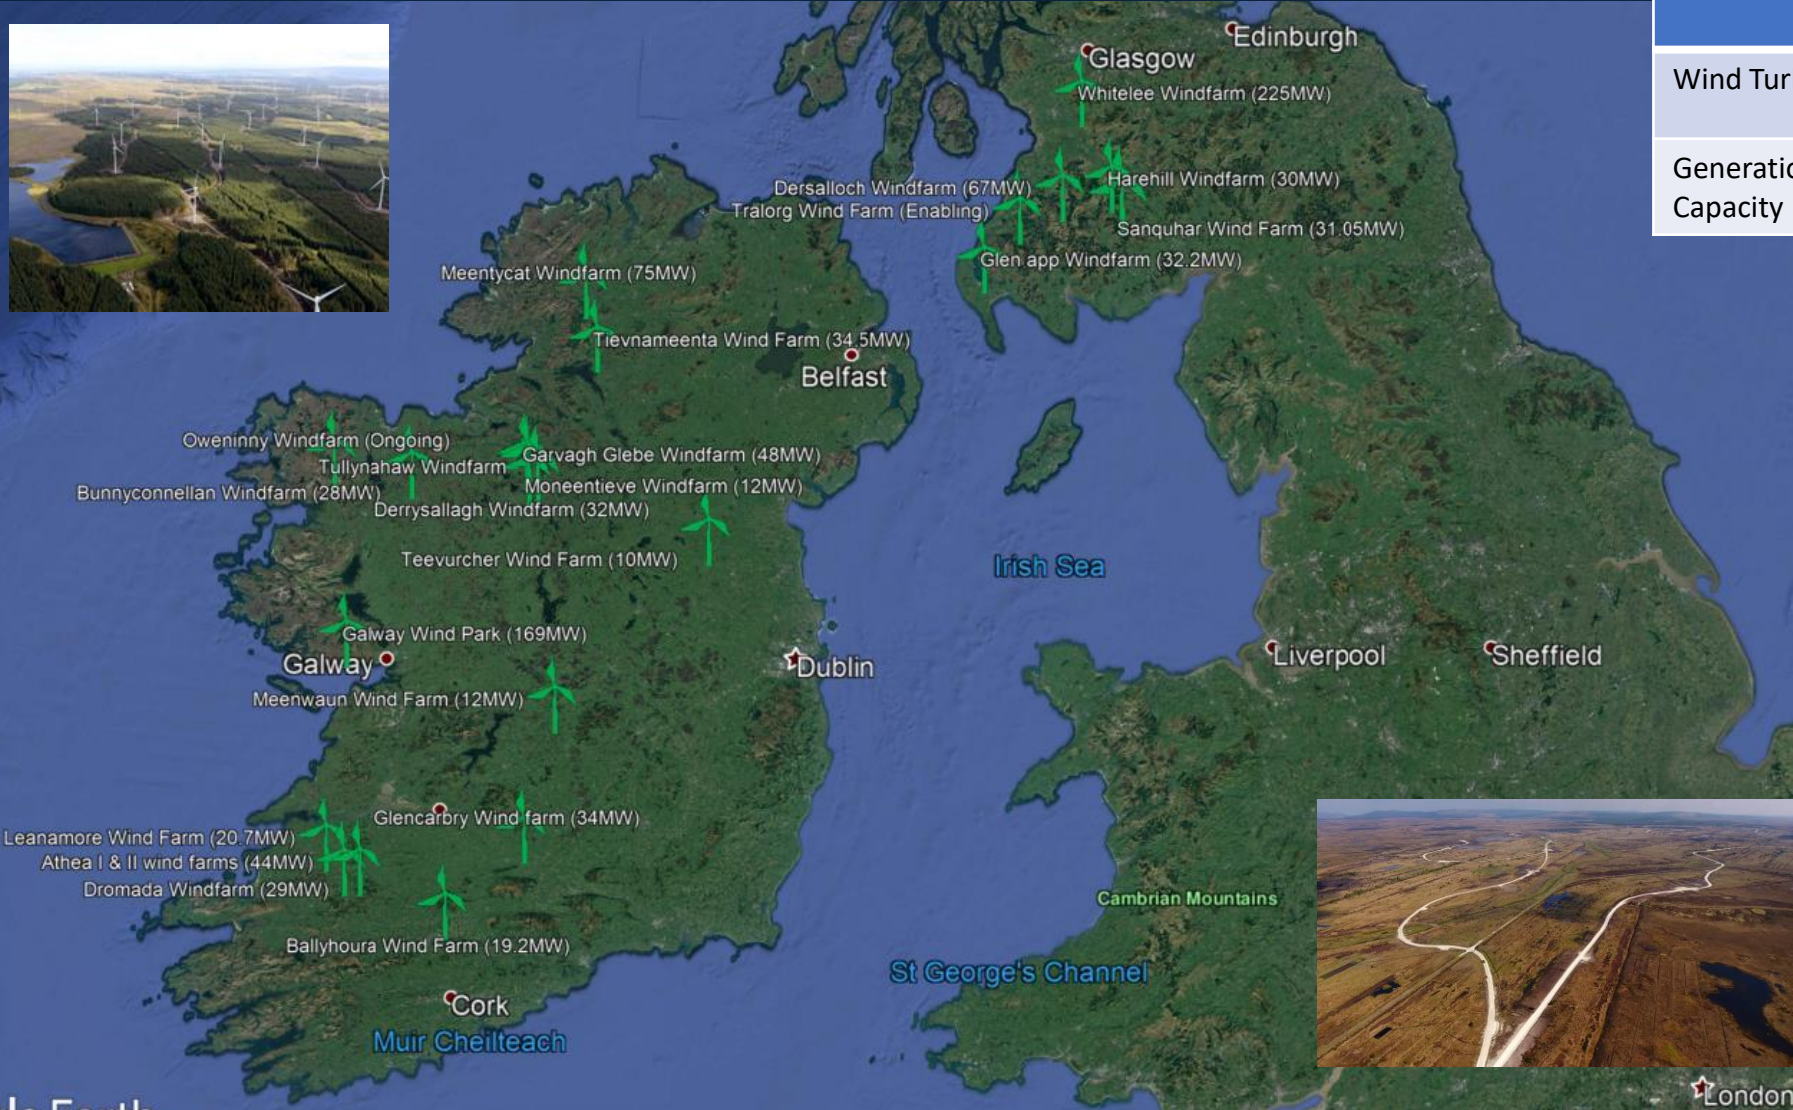 Edinburgh
Glasgow
Wind Tur
Whitelee Windfarm (225MW)
Generatio
Capacity
Harehill Windfarm (30MW)
Dersalloch Windfarm (67MW)
Tralorg Wind Farm (Enabling)
Sanquhar Wind Farm (31.05MW)
Glen app Windfarm (32.2MW)
Meentycat Windfarm (75MW)
Tievnameenta Wind Farm (34.5MW)
Belfast
Oweninny Windfarm (Ongoing)
Garvagh Glebe Windfarm (48MW)
Tullynahaw Windfarm
Moneentieve Windfarm (12MW)
Bunnyconnellan Windfarm (28MW)
Derrysallagh Windfarm (32MW)
Teevurcher Wind Farm (10MW)
Irish Sea
Galway Wind Park (169MW)
Galway
Dublin
Liverpool
Sheffield
Meenwaun Wind Farm (12MW)
Glencarbry Wind farm (34MW)
Leanamore Wind Farm (20.7MW)
Athea I & II wind farms (44MW)
Dromada Windfarm (29MW)
Cambrian Mountains
Ballyhoura Wind Farm (19.2MW)
St George's Channel
Cork
Muir Cheilteach
London